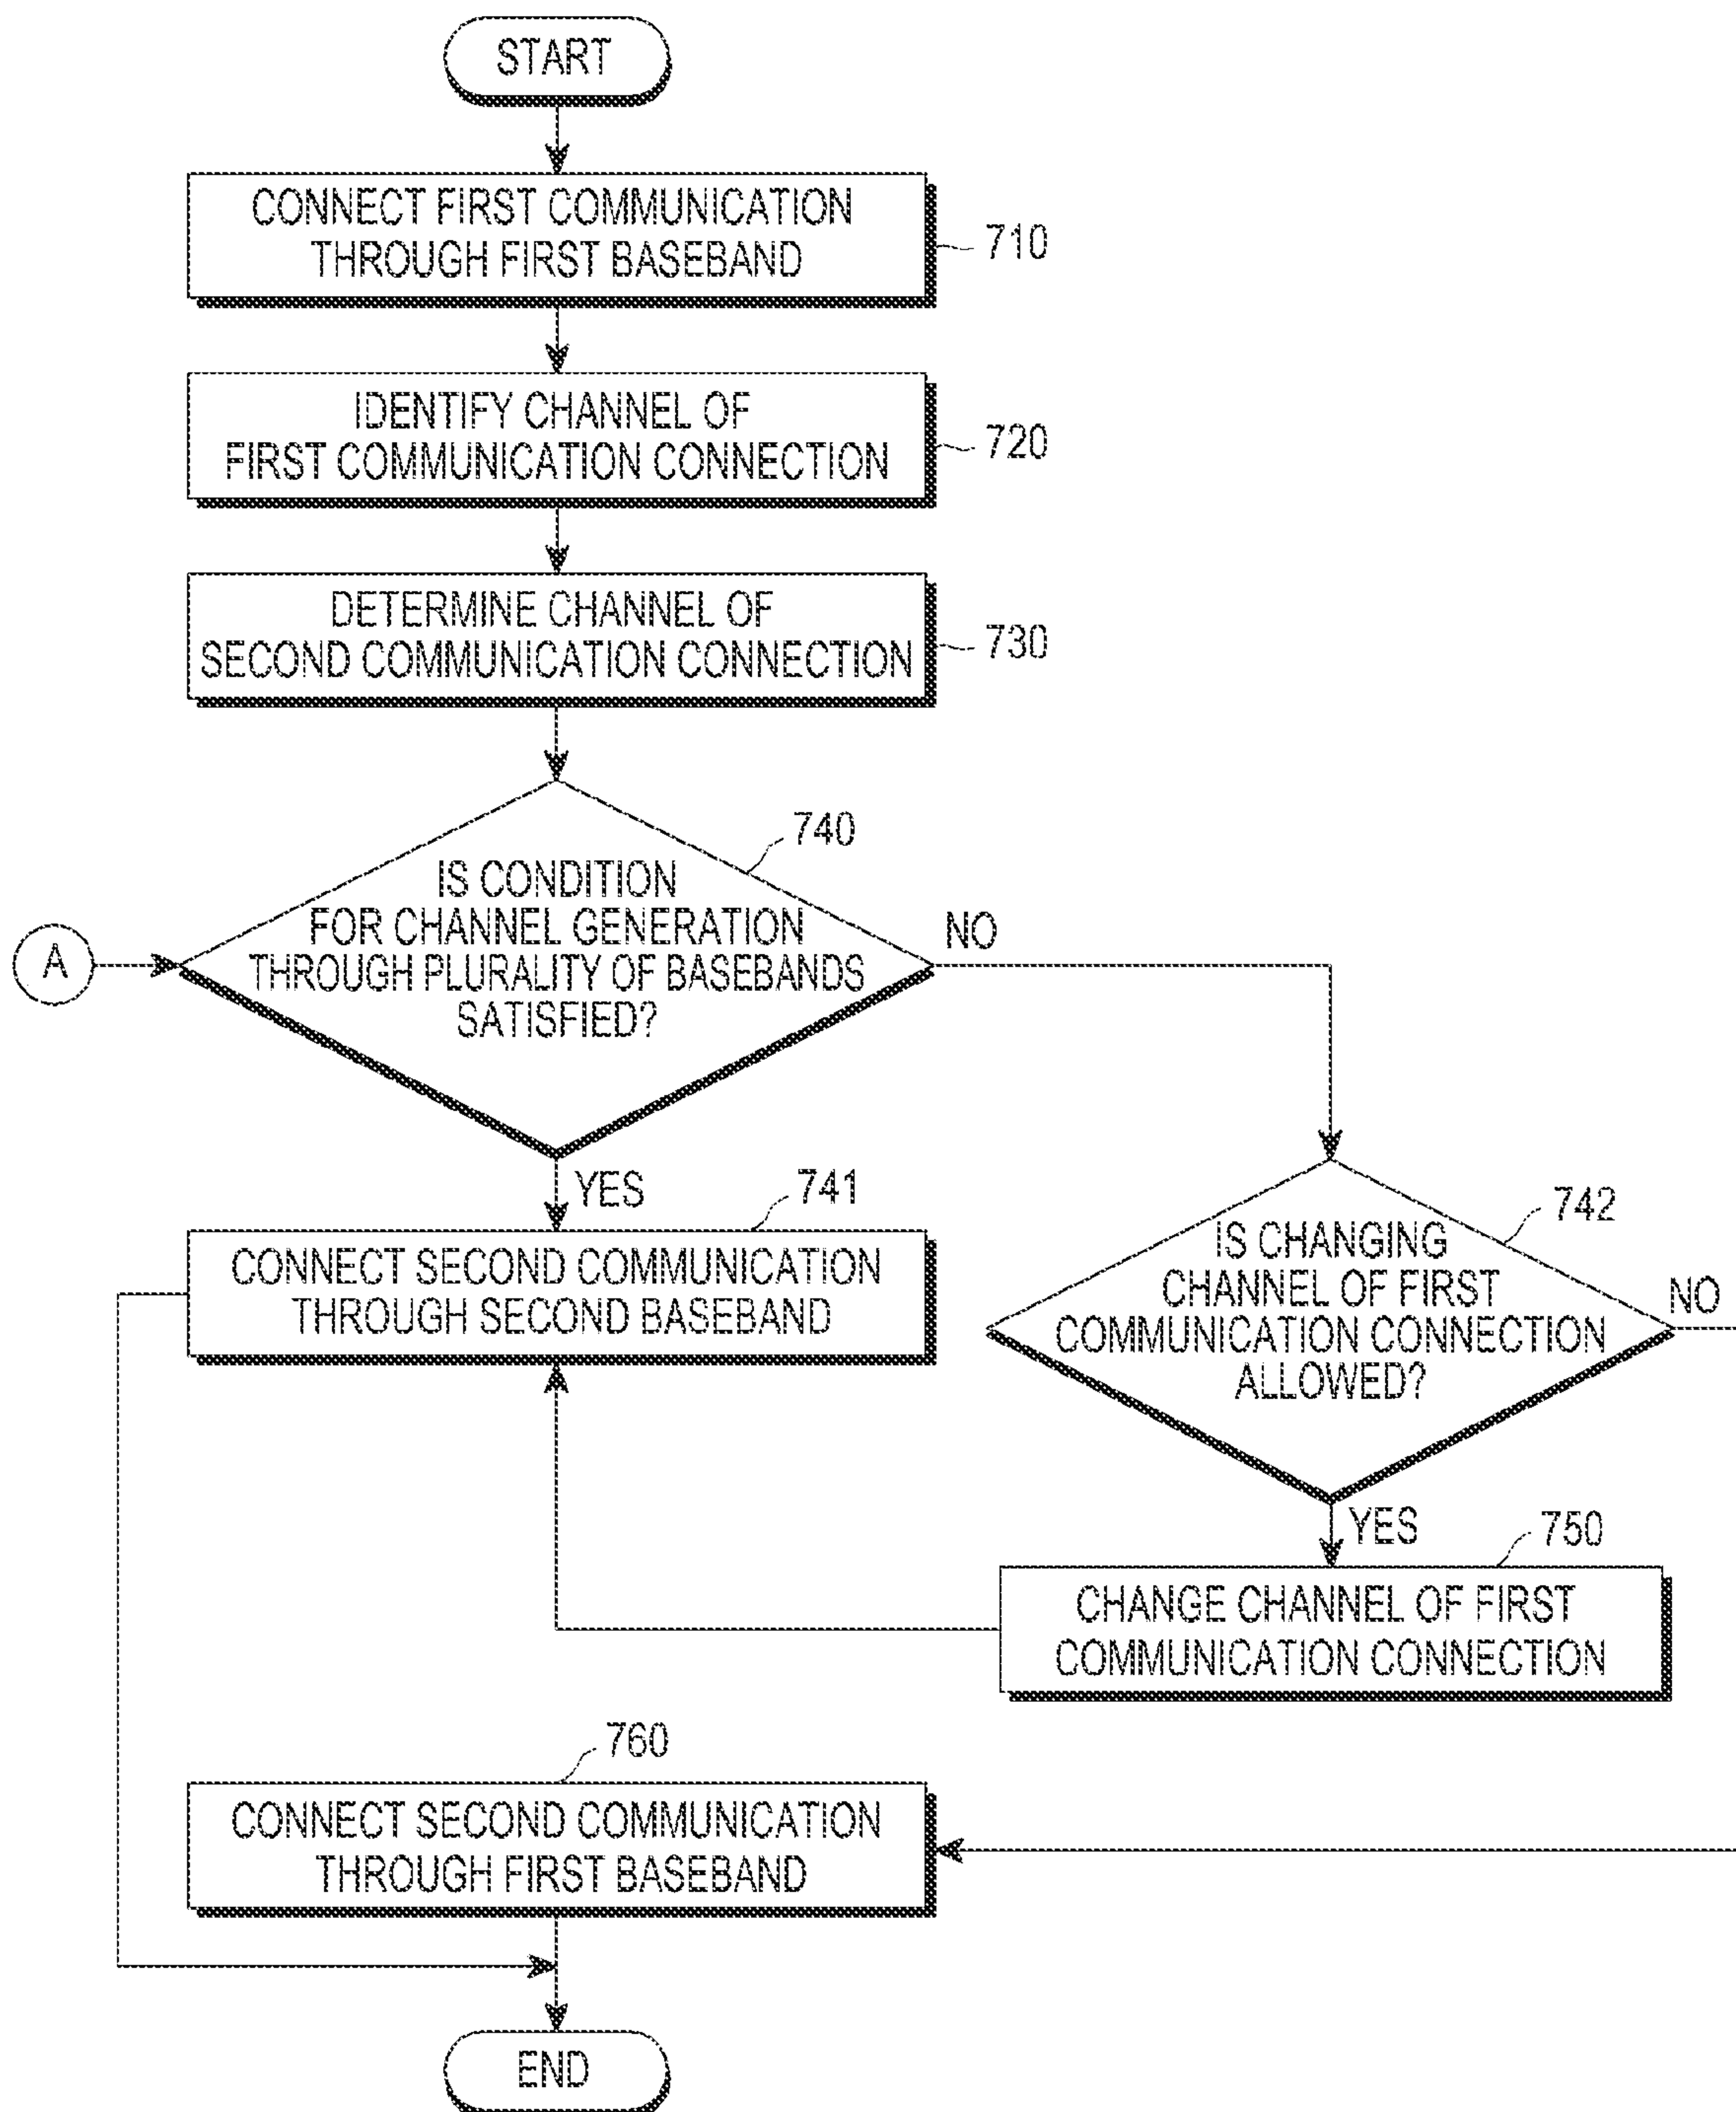 START
CONNECT FIRST COMMUNICATION
THROUGH FIRST BASEBAND
710
IDENTIFY CHANNEL OF
FIRST COMMUNICATION CONNECTION
720
DETERMINE CHANNEL OF
SECOND COMMUNICATION CONNECTION
730
740
IS CONDITION
FOR CHANNEL GENERATION
THROUGH PLURALITY OF BASEBANDS
SATISFIED?
A
NO
YES
741
CONNECT SECOND COMMUNICATION
THROUGH SECOND BASEBAND
742
IS CHANGING
CHANNEL OF FIRST
COMMUNICATION CONNECTION
ALLOWED?
NO
YES
750
CHANGE CHANNEL OF FIRST
COMMUNICATION CONNECTION
760
CONNECT SECOND COMMUNICATION
THROUGH FIRST BASEBAND
END